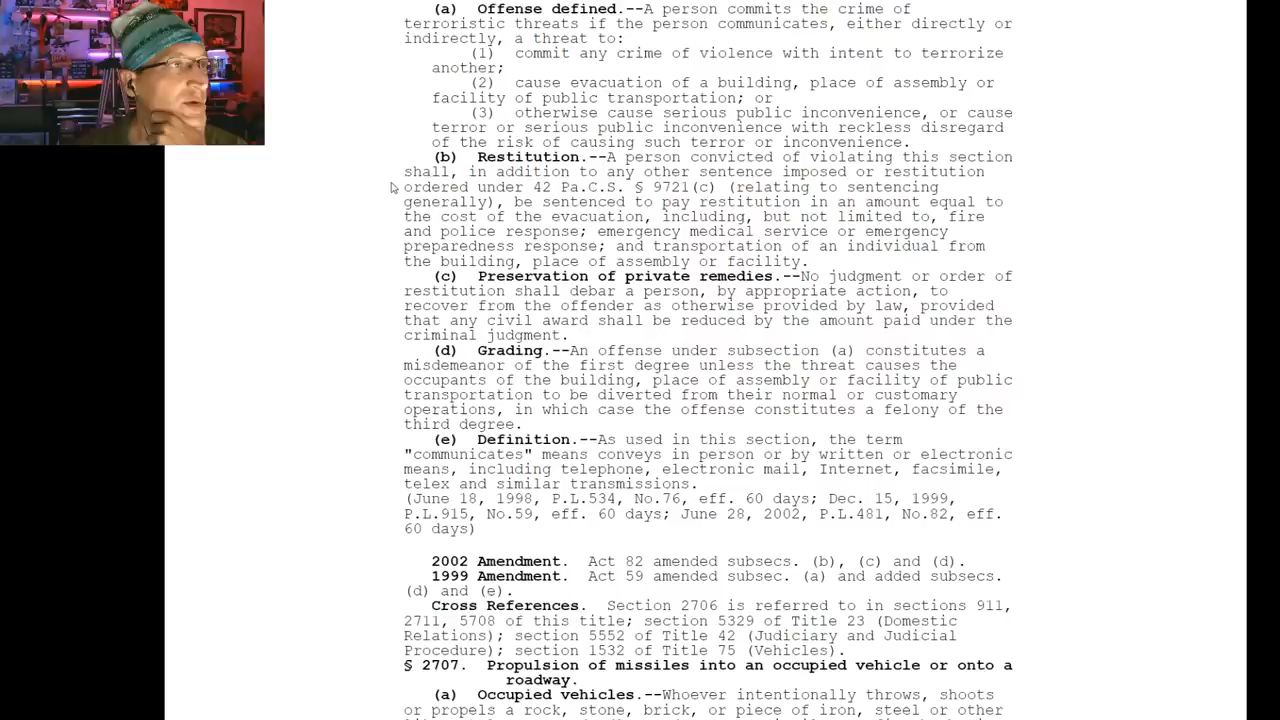 (a) Offense defined.--A person commits the crime of
terroristic threats if the person communicates, either directly or
indirectly, a threat to:
(1) commit any crime of violence with intent to terrorize
another;
(2) cause evacuation of a building, place of assembly or
facility of public transportation; or
(3) otherwise cause serious public inconvenience, or cause
terror or serious public inconvenience with reckless disregard
of the risk of causing such terror or inconvenience.
(b) Restitution.--A person convicted of violating this section
shall, in addition to any other sentence imposed or restitution
ordered under 42 Pa.C.S. § 9721(c) (relating to sentencing
generally), be sentenced to pay restitution in an amount equal to
the cost of the evacuation, including, but not limited to, fire
and police response; emergency medical service or emergency
preparedness response; and transportation of an individual from
the building, place of assembly or facility.
(c) Preservation of private remedies.--No judgment or order of
restitution shall debar a person, by appropriate action, to
recover from the offender as otherwise provided by law, provided
that any civil award shall be reduced by the amount paid under the
criminal judgment.
(d) Grading.--An offense under subsection (a) constitutes a
misdemeanor of the first degree unless the threat causes the
occupants of the building, place of assembly or facility of public
transportation to be diverted from their normal or customary
operations, in which case the offense constitutes a felony of the
third degree.
(e) Definition.--As used in this section, the term
"communicates" means conveys in person or by written or electronic
means, including telephone, electronic mail, Internet, facsimile,
telex and similar transmissions.
(June 18, 1998, P.L.534, No.76, eff. 60 days; Dec. 15, 1999,
P.L.915, No.59, eff. 60 days; June 28, 2002, P.L.481, No.82, eff.
60 days)
2002 Amendment. Act 82 amended subsecs. (b), (c) and (d).
1999 Amendment. Act 59 amended subsec. (a) and added subsecs.
(d) and (e).
Cross References. Section 2706 is referred to in sections 911,
2711, 5708 of this title; section 5329 of Title 23 (Domestic
Relations); section 5552 of Title 42 (Judiciary and Judicial
Procedure); section 1532 of Title 75 (Vehicles).
§ 2707. Propulsion of missiles into an occupied vehicle or onto a
roadway.
(a) Occupied vehicles.--Whoever intentionally throws, shoots
or propels a rock, stone, brick, or piece of iron, steel or other